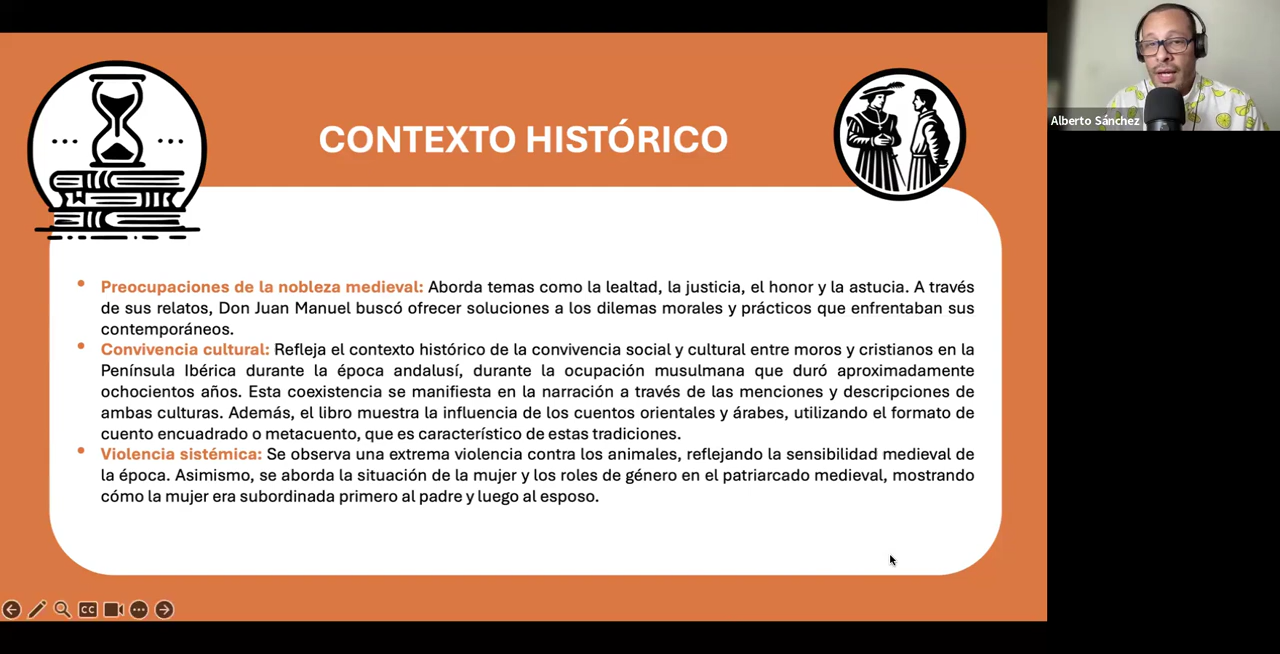 CONTEXTO HISTÓRICO
Alberto Sánchez
• Preocupaciones de la nobleza medieval: Aborda temas como la lealtad, la justicia, el honor y la astucia. A través
de sus relatos, Don Juan Manuel buscó ofrecer soluciones a los dilemas morales y prácticos que enfrentaban sus
contemporáneos.
• Convivencia cultural: Refleja el contexto histórico de la convivencia social y cultural entre moros y cristianos en la
Península Ibérica durante la época andalusí, durante la ocupación musulmana que duró aproximadamente
ochocientos años. Esta coexistencia se manifiesta en la narración a través de las menciones y descripciones de
ambas culturas. Además, el libro muestra la influencia de los cuentos orientales y árabes, utilizando el formato de
cuento encuadrado o metacuento, que es característico de estas tradiciones.
• Violencia sistémica: Se observa una extrema violencia contra los animales, reflejando la sensibilidad medieval de
la época. Asimismo, se aborda la situación de la mujer y los roles de género en el patriarcado medieval, mostrando
cómo la mujer era subordinada primero al padre y luego al esposo.
CC